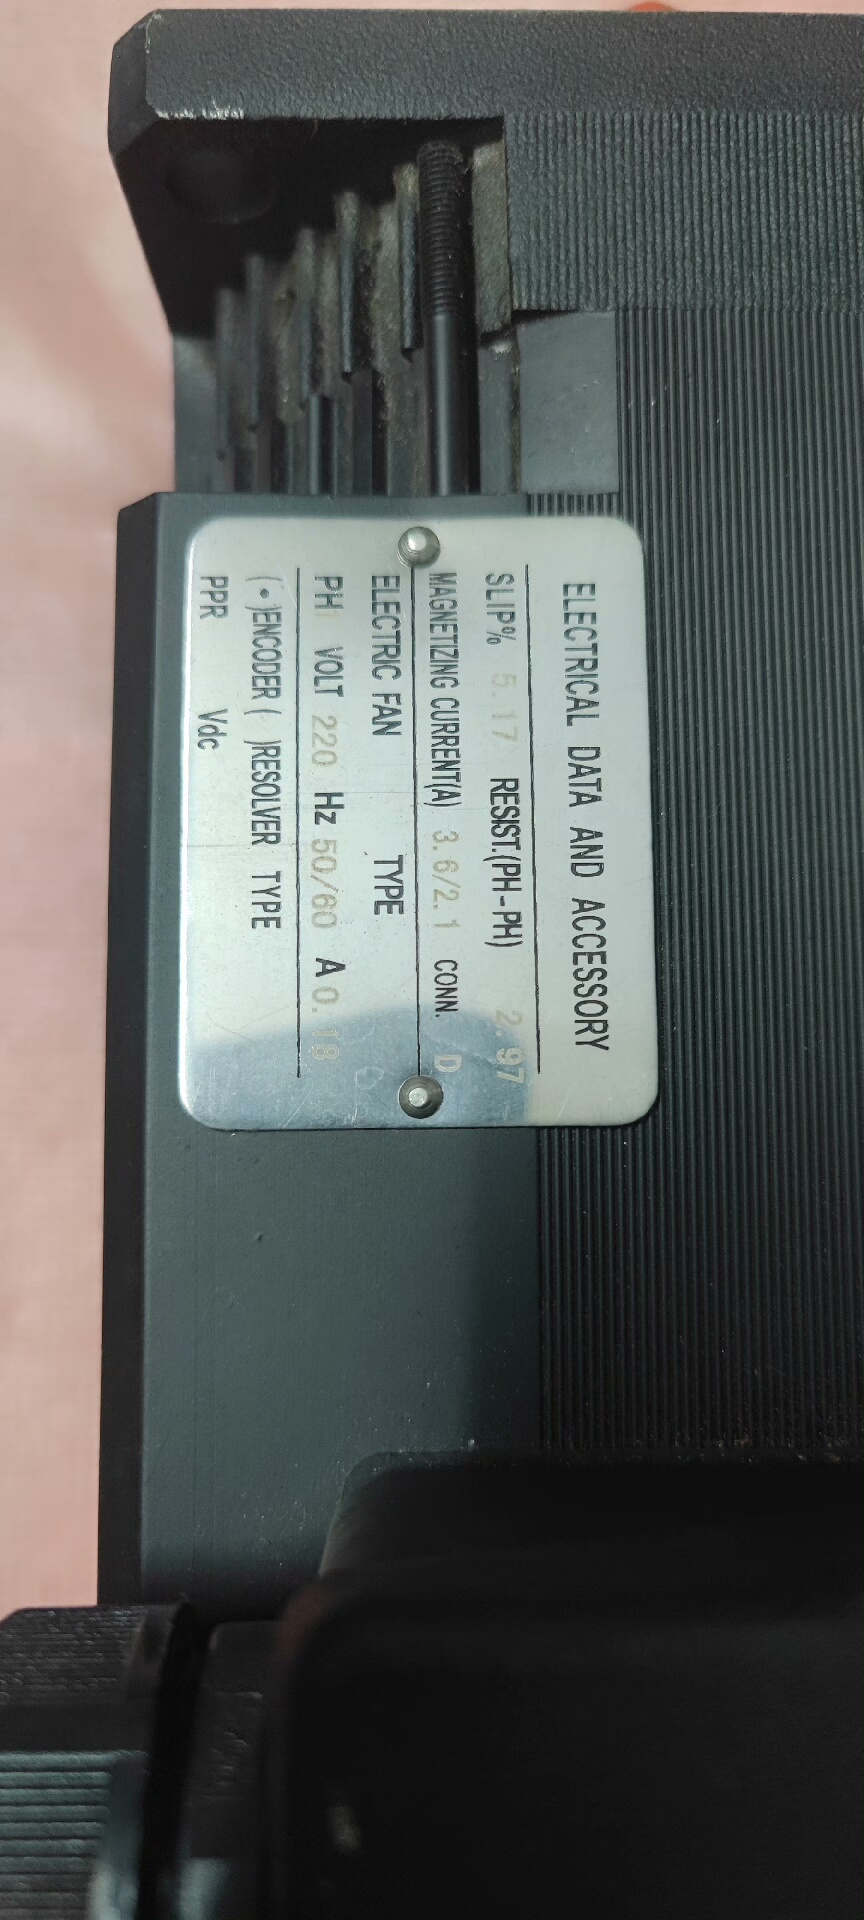 ELECTRICAL DATA AND ACCESSORY
SLIP% 5.17 RESIST.(PH-PH) 2.97
MAGNETIZING CURRENT(A) 3.6/2.1 CONN. D
ELECTRIC FAN TYPE
PH 1 VOLT 220 Hz 50/60 A 0.18
(•)ENCODER ( )RESOLVER TYPE
PPR Vdc